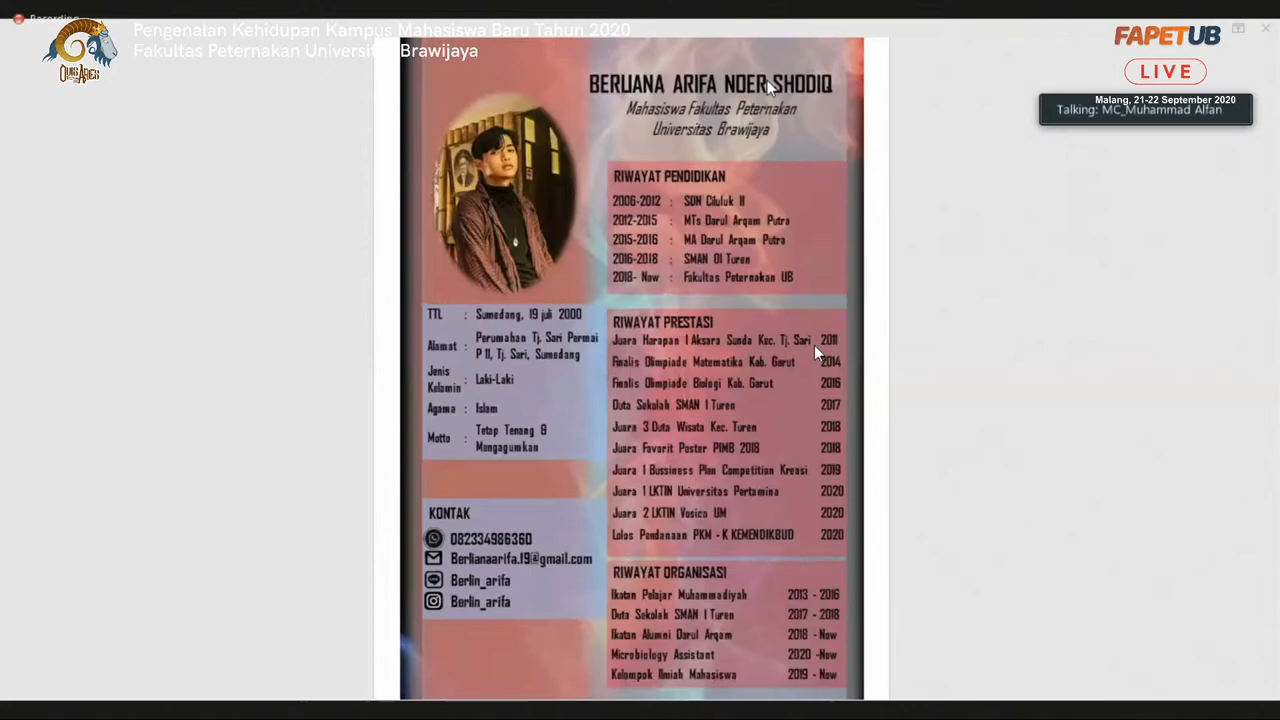 Recording
Pengenalan Kehidupan Kampus Mahasiswa Baru Tahun 2020
Fakultas Peternakan Universitas Brawijaya
OVIS ARIES
FAPETUB
LIVE
Malang, 21-22 September 2020
Talking: MC_Muhammad Alfan
BERLIANA ARIFA NOER SHODIQ
Mahasiswa Fakultas Peternakan
Universitas Brawijaya
RIWAYAT PENDIDIKAN
2006-2012 : SDN Ciluluk II
2012-2015 : MTs Darul Arqam Putra
2015-2016 : MA Darul Arqam Putra
2016-2018 : SMAN 01 Turen
2018- Now : Fakultas Peternakan UB
TTL : Sumedang, 19 juli 2000
Alamat : Perumahan Tj. Sari Permai
P 11, Tj. Sari, Sumedang
Jenis
Kelamin : Laki-Laki
Agama : Islam
Motto : Tetap Tenang &
Mengagumkan
KONTAK
082334986360
Berlianaarifa.19@gmail.com
Berlin_arifa
Berlin_arifa
RIWAYAT PRESTASI
Juara Harapan 1 Aksara Sunda Kec. Tj. Sari 2011
Finalis Olimpiade Matematika Kab. Garut 2014
Finalis Olimpiade Biologi Kab. Garut 2016
Duta Sekolah SMAN 1 Turen 2017
Juara 3 Duta Wisata Kec. Turen 2018
Juara Favorit Poster PIMB 2018 2018
Juara 1 Bussiness Plan Competition Kreasi 2019
Juara 1 LKTIN Universitas Pertamina 2020
Juara 2 LKTIN Vosico UM 2020
Lolos Pendanaan PKM - K KEMENDIKBUD 2020
RIWAYAT ORGANISASI
Ikatan Pelajar Muhammadiyah 2013 - 2016
Duta Sekolah SMAN 1 Turen 2017 - 2018
Ikatan Alumni Darul Arqam 2018 - Now
Microbiology Assistant 2020 -Now
Kelompok Ilmiah Mahasiswa 2019 - Now